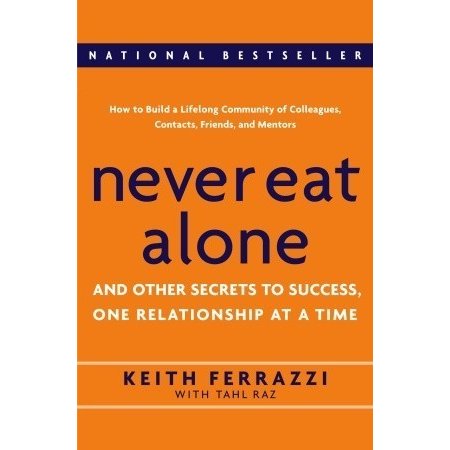 NATIONAL BESTSELLER
How to Build a Lifelong Community of Colleagues,
Contacts, Friends, and Mentors
never eat
alone
AND OTHER SECRETS TO SUCCESS,
ONE RELATIONSHIP AT A TIME
KEITH FERRAZZI
WITH TAHL RAZ